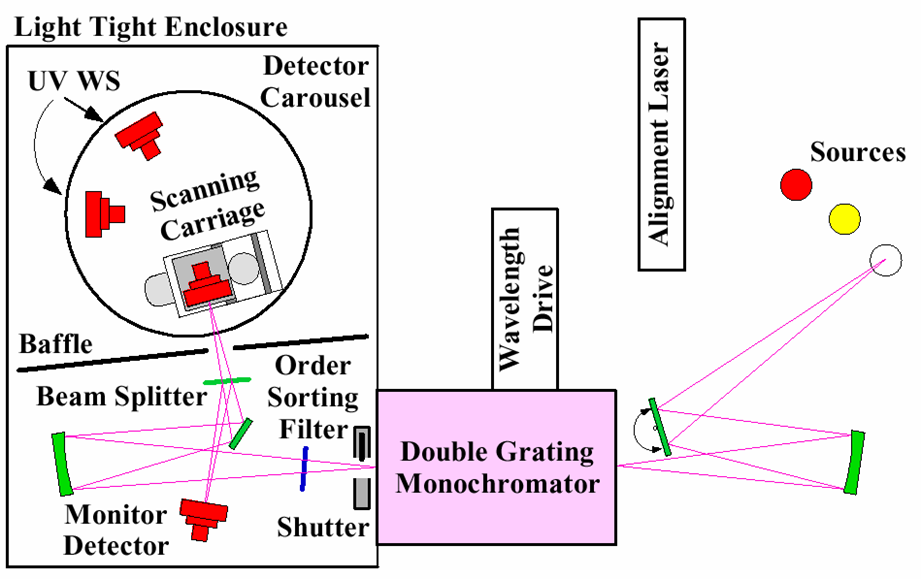 Light Tight Enclosure
UV WS
Detector
Carousel
Scanning
Carriage
Baffle
Beam Splitter
Order
Sorting
Filter
Monitor
Detector
Shutter
Double Grating
Monochromator
Wavelength
Drive
Alignment Laser
Sources